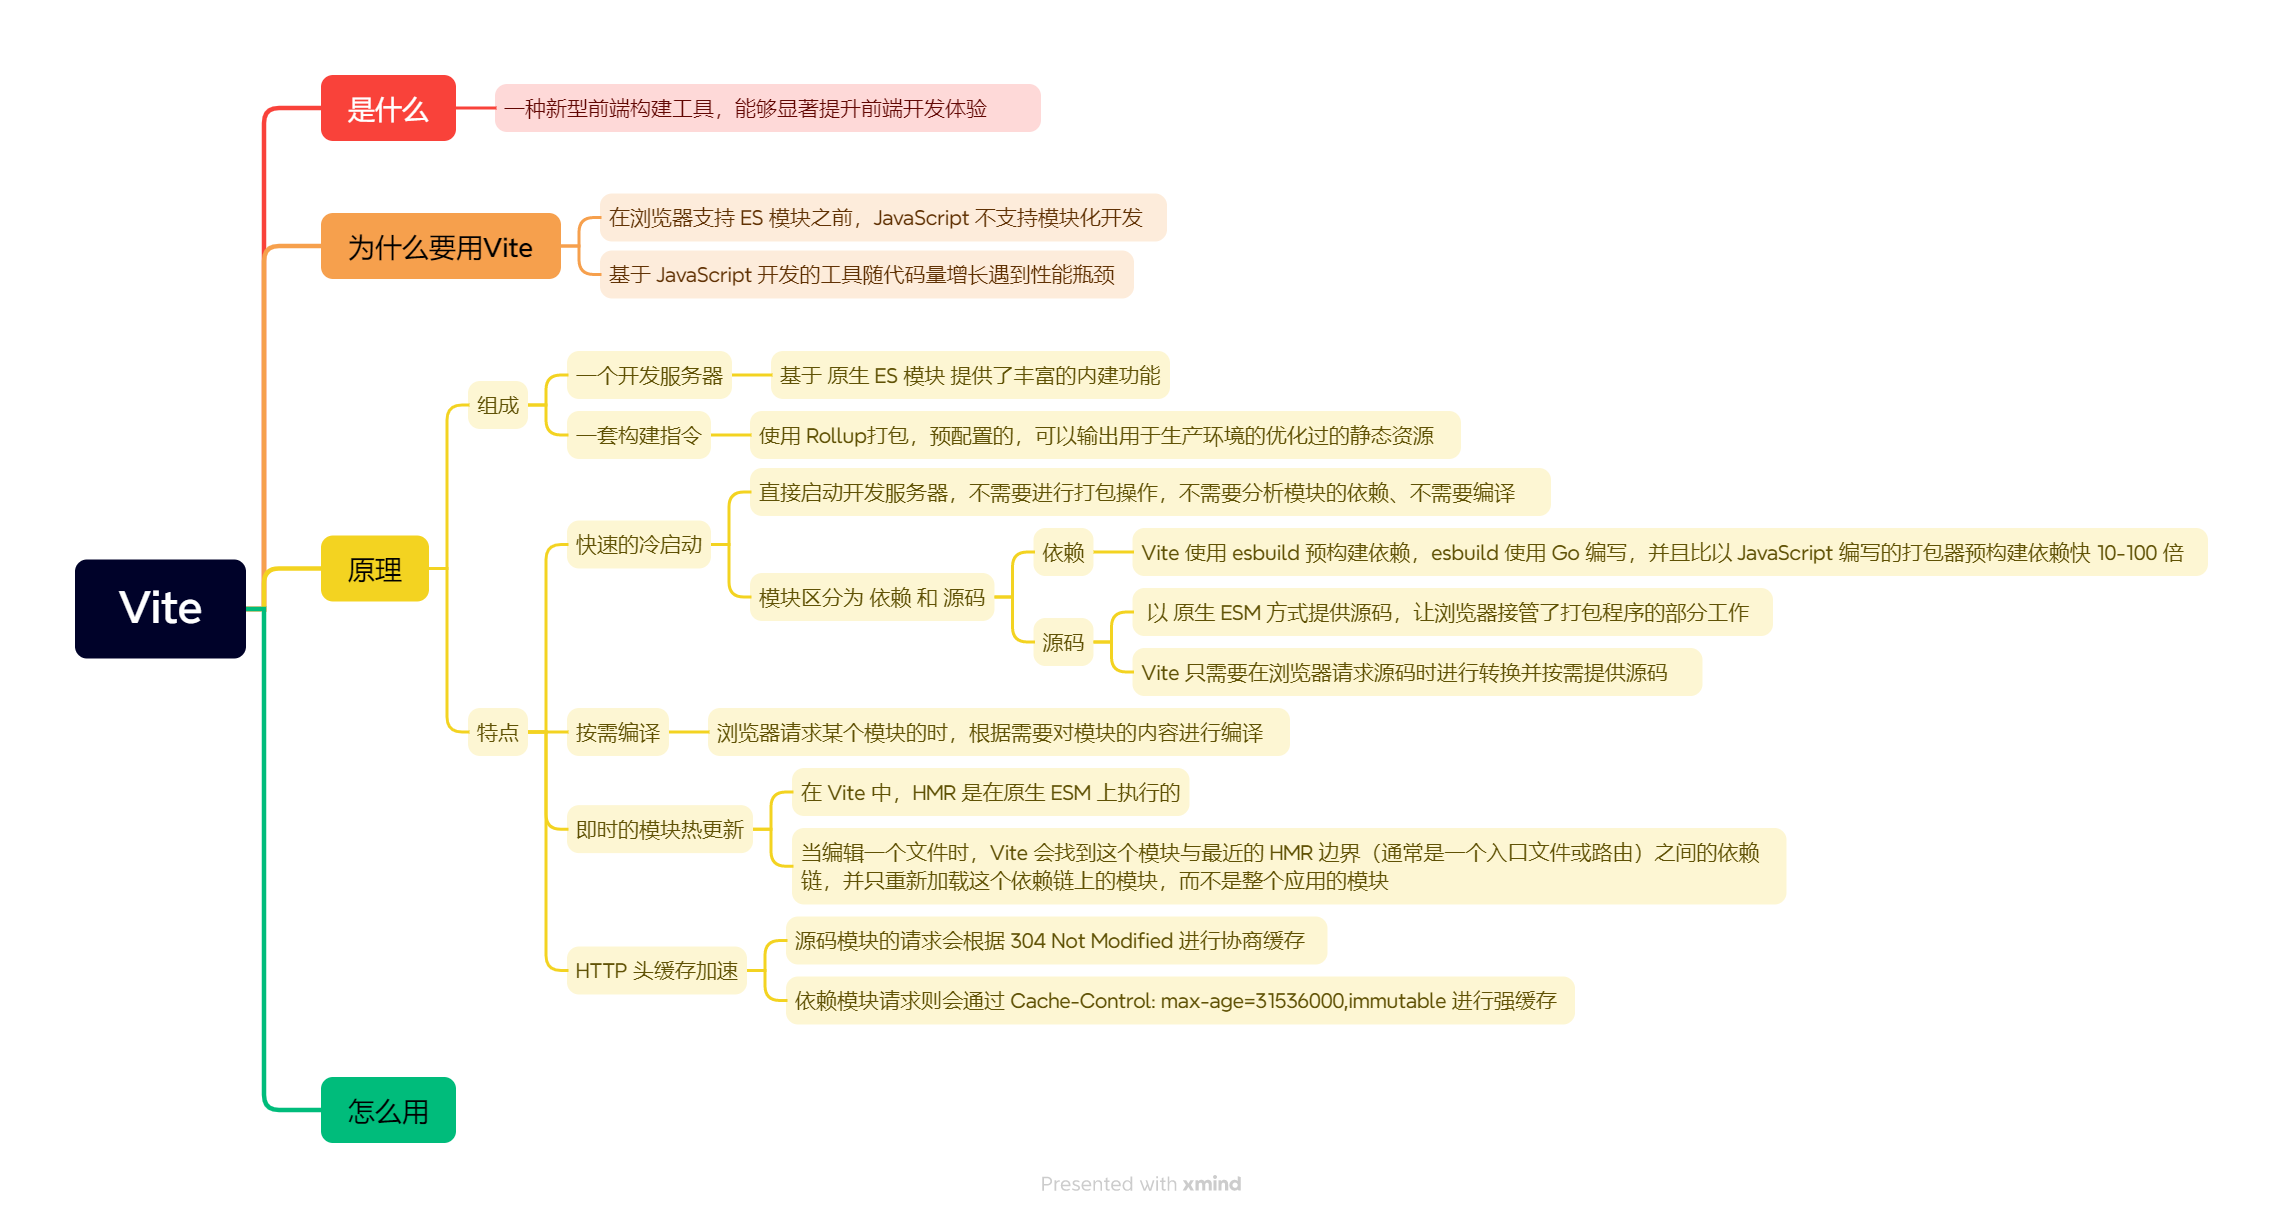 是什么
一种新型前端构建工具，能够显著提升前端开发体验
为什么要用Vite
在浏览器支持 ES 模块之前，JavaScript 不支持模块化开发
基于 JavaScript 开发的工具随代码量增长遇到性能瓶颈
Vite
原理
组成
一个开发服务器
基于 原生 ES 模块 提供了丰富的内建功能
一套构建指令
使用 Rollup打包，预配置的，可以输出用于生产环境的优化过的静态资源
特点
快速的冷启动
直接启动开发服务器，不需要进行打包操作，不需要分析模块的依赖、不需要编译
模块区分为 依赖 和 源码
依赖
Vite 使用 esbuild 预构建依赖，esbuild 使用 Go 编写，并且比以 JavaScript 编写的打包器预构建依赖快 10-100 倍
源码
以 原生 ESM 方式提供源码，让浏览器接管了打包程序的部分工作
Vite 只需要在浏览器请求源码时进行转换并按需提供源码
按需编译
浏览器请求某个模块的时，根据需要对模块的内容进行编译
即时的模块热更新
在 Vite 中，HMR 是在原生 ESM 上执行的
当编辑一个文件时，Vite 会找到这个模块与最近的 HMR 边界（通常是一个入口文件或路由）之间的依赖
链，并只重新加载这个依赖链上的模块，而不是整个应用的模块
HTTP 头缓存加速
源码模块的请求会根据 304 Not Modified 进行协商缓存
依赖模块请求则会通过 Cache-Control: max-age=31536000,immutable 进行强缓存
怎么用
Presented with xmind